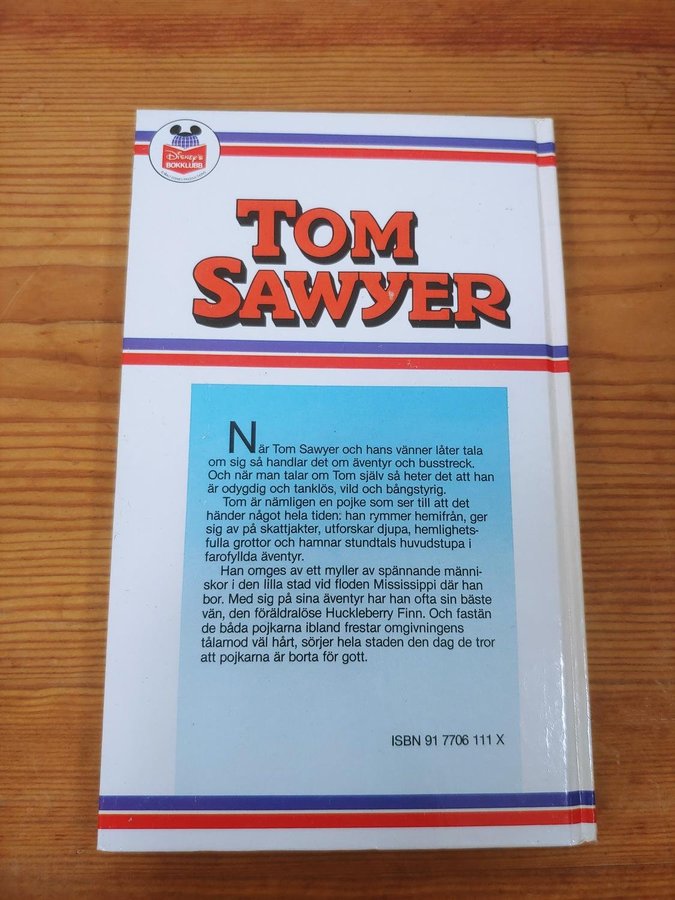 Disney's
BOKKLUBB
TOM
SAWYER
När Tom Sawyer och hans vänner låter tala
om sig så handlar det om äventyr och busstreck.
Och när man talar om Tom själv så heter det att han
är odygdig och tanklös, vild och bångstyrig.
Tom är nämligen en pojke som ser till att det
händer något hela tiden: han rymmer hemifrån, ger
sig av på skattjakter, utforskar djupa, hemlighets-
fulla grottor och hamnar stundtals huvudstupa i
farofyllda äventyr.
Han omges av ett myller av spännande männi-
skor i den lilla stad vid floden Mississippi där han
bor. Med sig på sina äventyr har han ofta sin bäste
vän, den föräldralöse Huckleberry Finn. Och fastän
de båda pojkarna ibland frestar omgivningens
tålamod väl hårt, sörjer hela staden den dag de tror
att pojkarna är borta för gott.
ISBN 91 7706 111 X